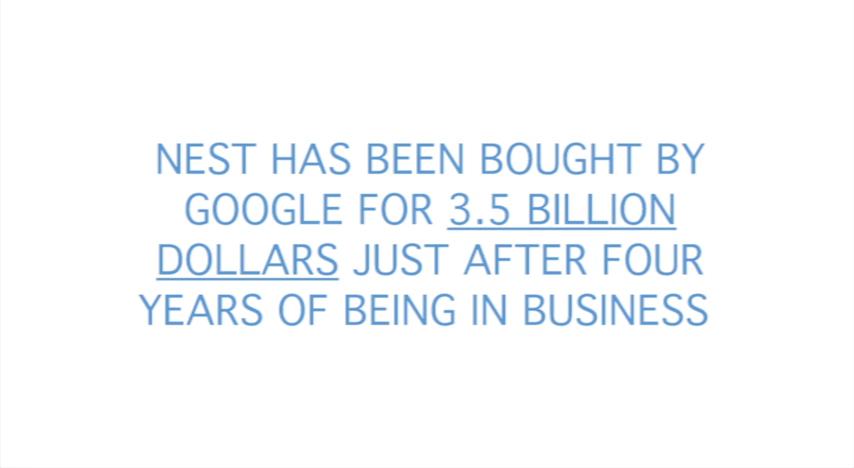 NEST HAS BEEN BOUGHT BY
GOOGLE FOR 3.5 BILLION
DOLLARS JUST AFTER FOUR
YEARS OF BEING IN BUSINESS